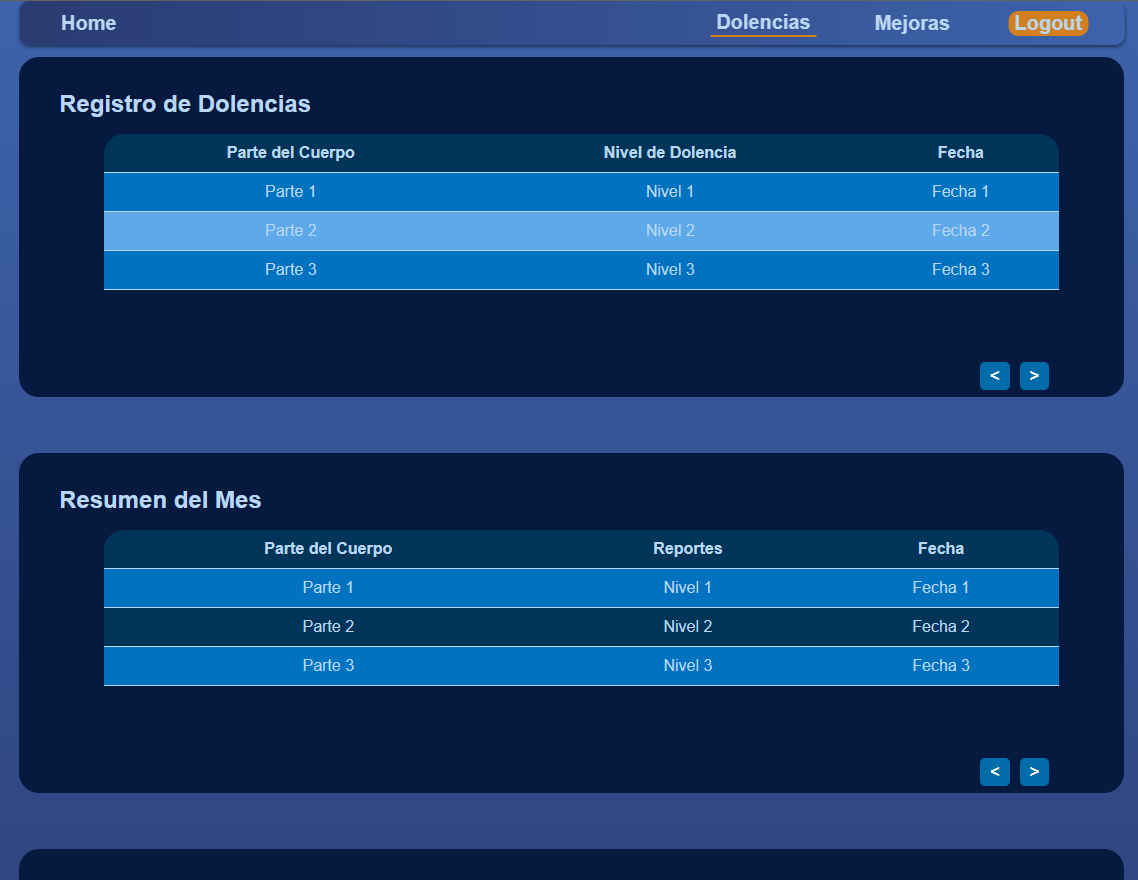 Home Dolencias Mejoras Logout
Registro de Dolencias
Parte del Cuerpo Nivel de Dolencia Fecha
Parte 1 Nivel 1 Fecha 1
Parte 2 Nivel 2 Fecha 2
Parte 3 Nivel 3 Fecha 3
< >
Resumen del Mes
Parte del Cuerpo Reportes Fecha
Parte 1 Nivel 1 Fecha 1
Parte 2 Nivel 2 Fecha 2
Parte 3 Nivel 3 Fecha 3
< >